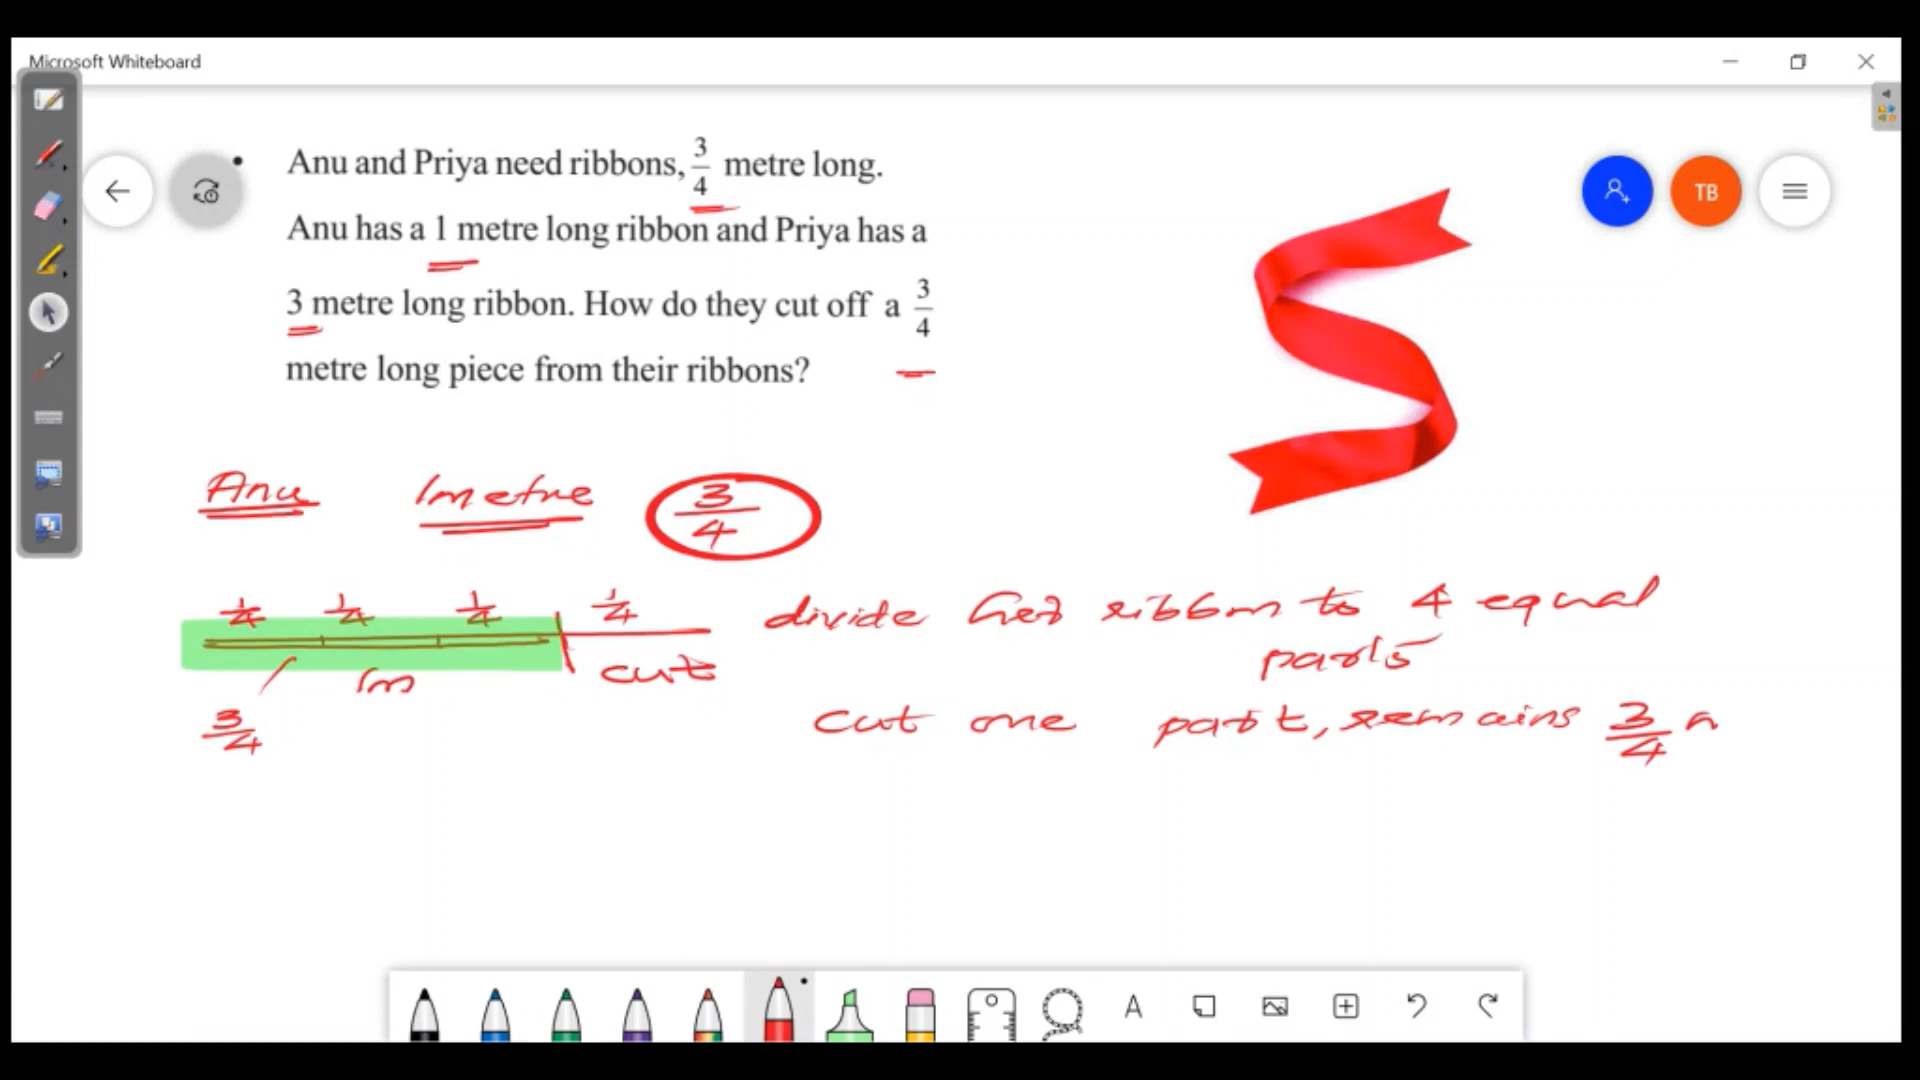 Microsoft Whiteboard
Anu and Priya need ribbons, 3/4 metre long.
Anu has a 1 metre long ribbon and Priya has a
3 metre long ribbon. How do they cut off a 3/4
metre long piece from their ribbons?
TB
Anu 1metre 3/4
1/4 1/4 1/4 1/4
divide her ribbon to 4 equal
parts
1m cut
3/4
cut one part, remains 3/4 m
A